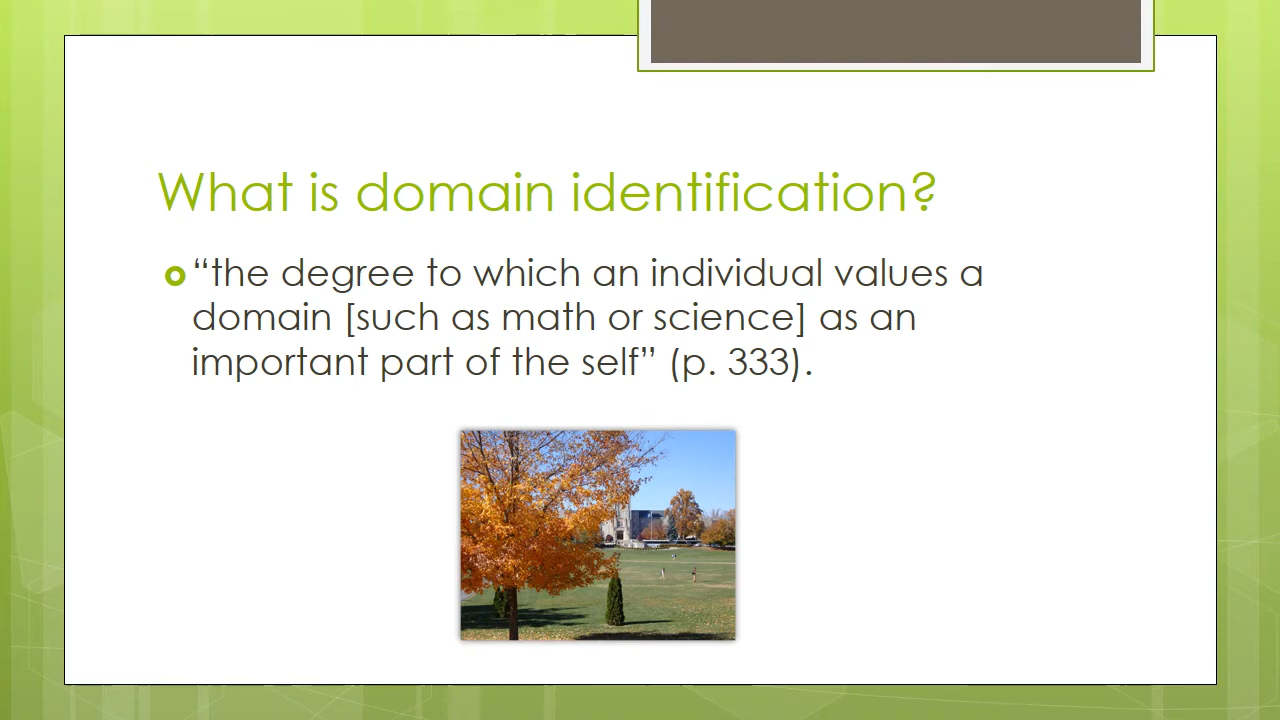 What is domain identification?
“the degree to which an individual values a
domain [such as math or science] as an
important part of the self” (p. 333).